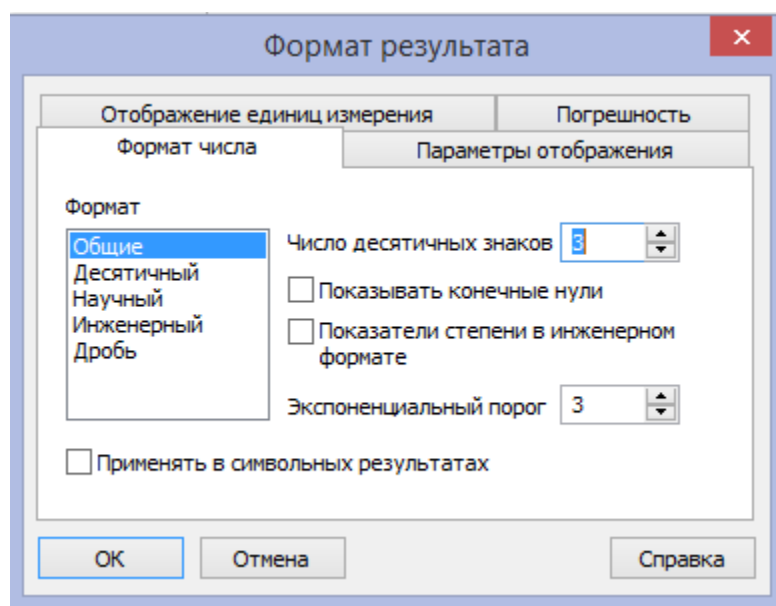 Формат результата
Отображение единиц измерения
Погрешность
Формат числа
Параметры отображения
Формат
Общие
Десятичный
Научный
Инженерный
Дробь
Число десятичных знаков 3
Показывать конечные нули
Показатели степени в инженерном
формате
Экспоненциальный порог 3
Применять в символьных результатах
ОК
Отмена
Справка